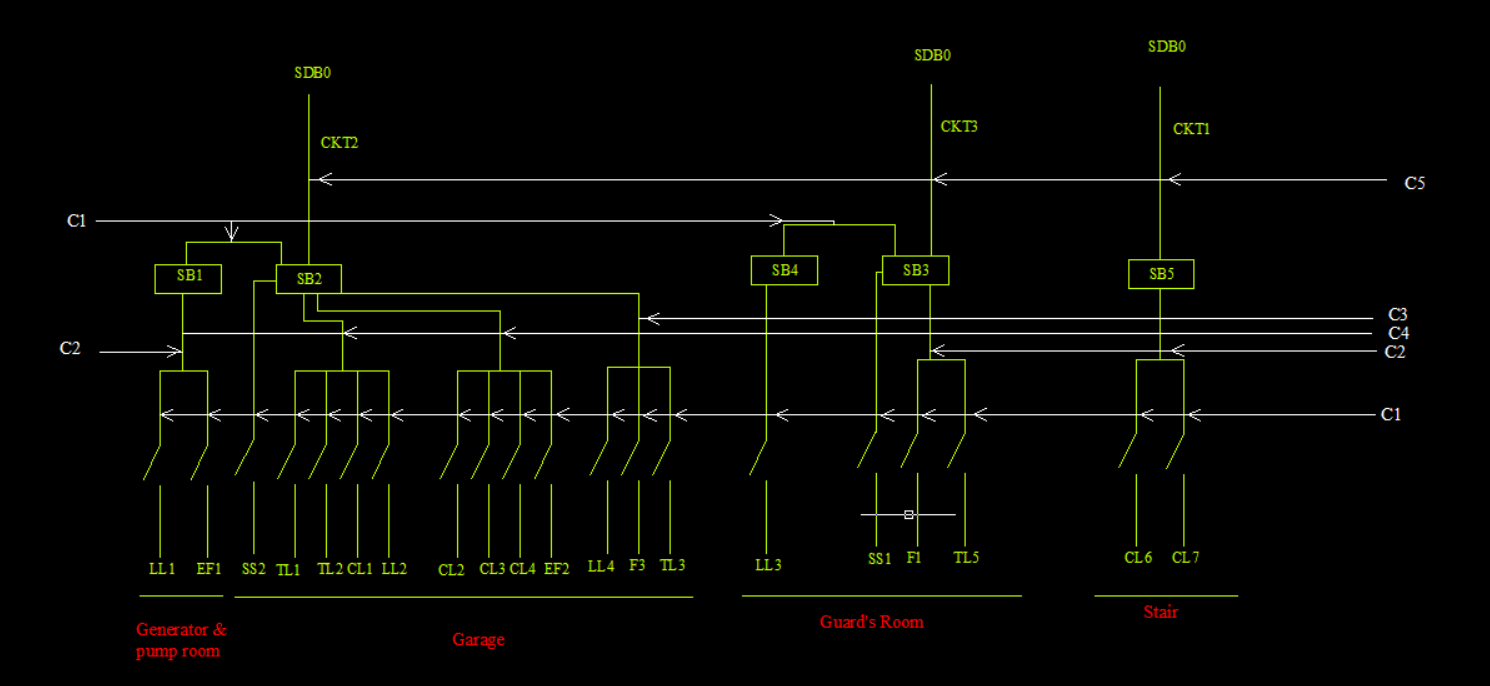 SDB0
SDB0
SDB0
CKT2
CKT3
CKT1
C5
C1
SB1
SB2
SB4
SB3
SB5
C3
C4
C2
C2
C1
LL1
EF1
SS2
TL1
TL2
CL1
LL2
CL2
CL3
CL4
EF2
LL4
F3
TL3
LL3
SS1
F1
TL5
CL6
CL7
Generator &
pump room
Garage
Guard's Room
Stair